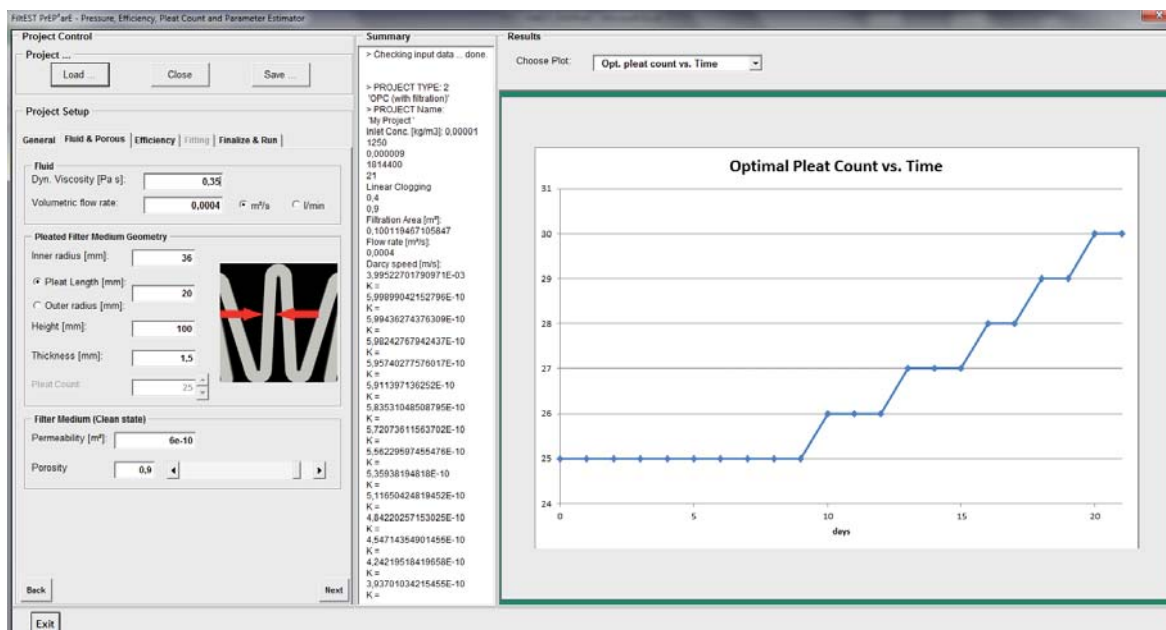 FiltEST PrEP²arE - Pressure, Efficiency, Pleat Count and Parameter Estimator
Project Control
Project ...
Load ...
Close
Save ...
Project Setup
General
Fluid & Porous
Efficiency
Fitting
Finalize & Run
Fluid
Dyn. Viscosity [Pa s]:
0,35
Volumetric flow rate:
0,0004
m³/s
l/min
Pleated Filter Medium Geometry
Inner radius [mm]:
36
Pleat Length [mm]:
20
Outer radius [mm]:
Height [mm]:
100
Thickness [mm]:
1,5
Pleat Count:
25
Filter Medium (Clean state)
Permeability [m²]:
6e-10
Porosity
0,9
Back
Next
Exit
Summary
> Checking input data ... done.
> PROJECT TYPE: 2
'OPC (with filtration)'
> PROJECT Name:
'My Project '
Inlet Conc. [kg/m3]: 0,00001
1250
0,000009
1814400
21
Linear Clogging
0,4
0,9
Filtration Area [m²]:
0,100119467105847
Flow rate [m³/s]:
0,0004
Darcy speed [m/s]:
3,99522701790971E-03
K =
5,99899042152796E-10
K =
5,99436274376309E-10
K =
5,98242767942437E-10
K =
5,95740277576017E-10
K =
5,911397136252E-10
K =
5,83531048508795E-10
K =
5,72073611563702E-10
K =
5,56229597455476E-10
K =
5,35938194818E-10
K =
5,11650424819452E-10
K =
4,84220257153025E-10
K =
4,54714354901455E-10
K =
4,24219518419658E-10
K =
3,93701034215455E-10
K =
Results
Choose Plot:
Opt. pleat count vs. Time
Optimal Pleat Count vs. Time
31
30
29
28
27
26
25
24
0
5
10
15
20
days